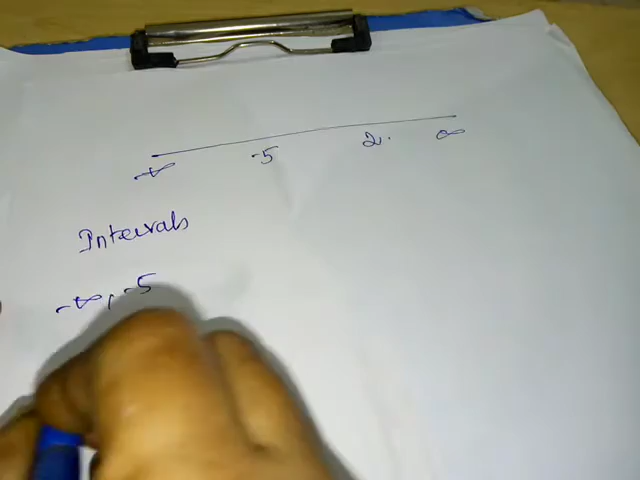 -∞ -5 2. ∞
Intervals
-∞, -5